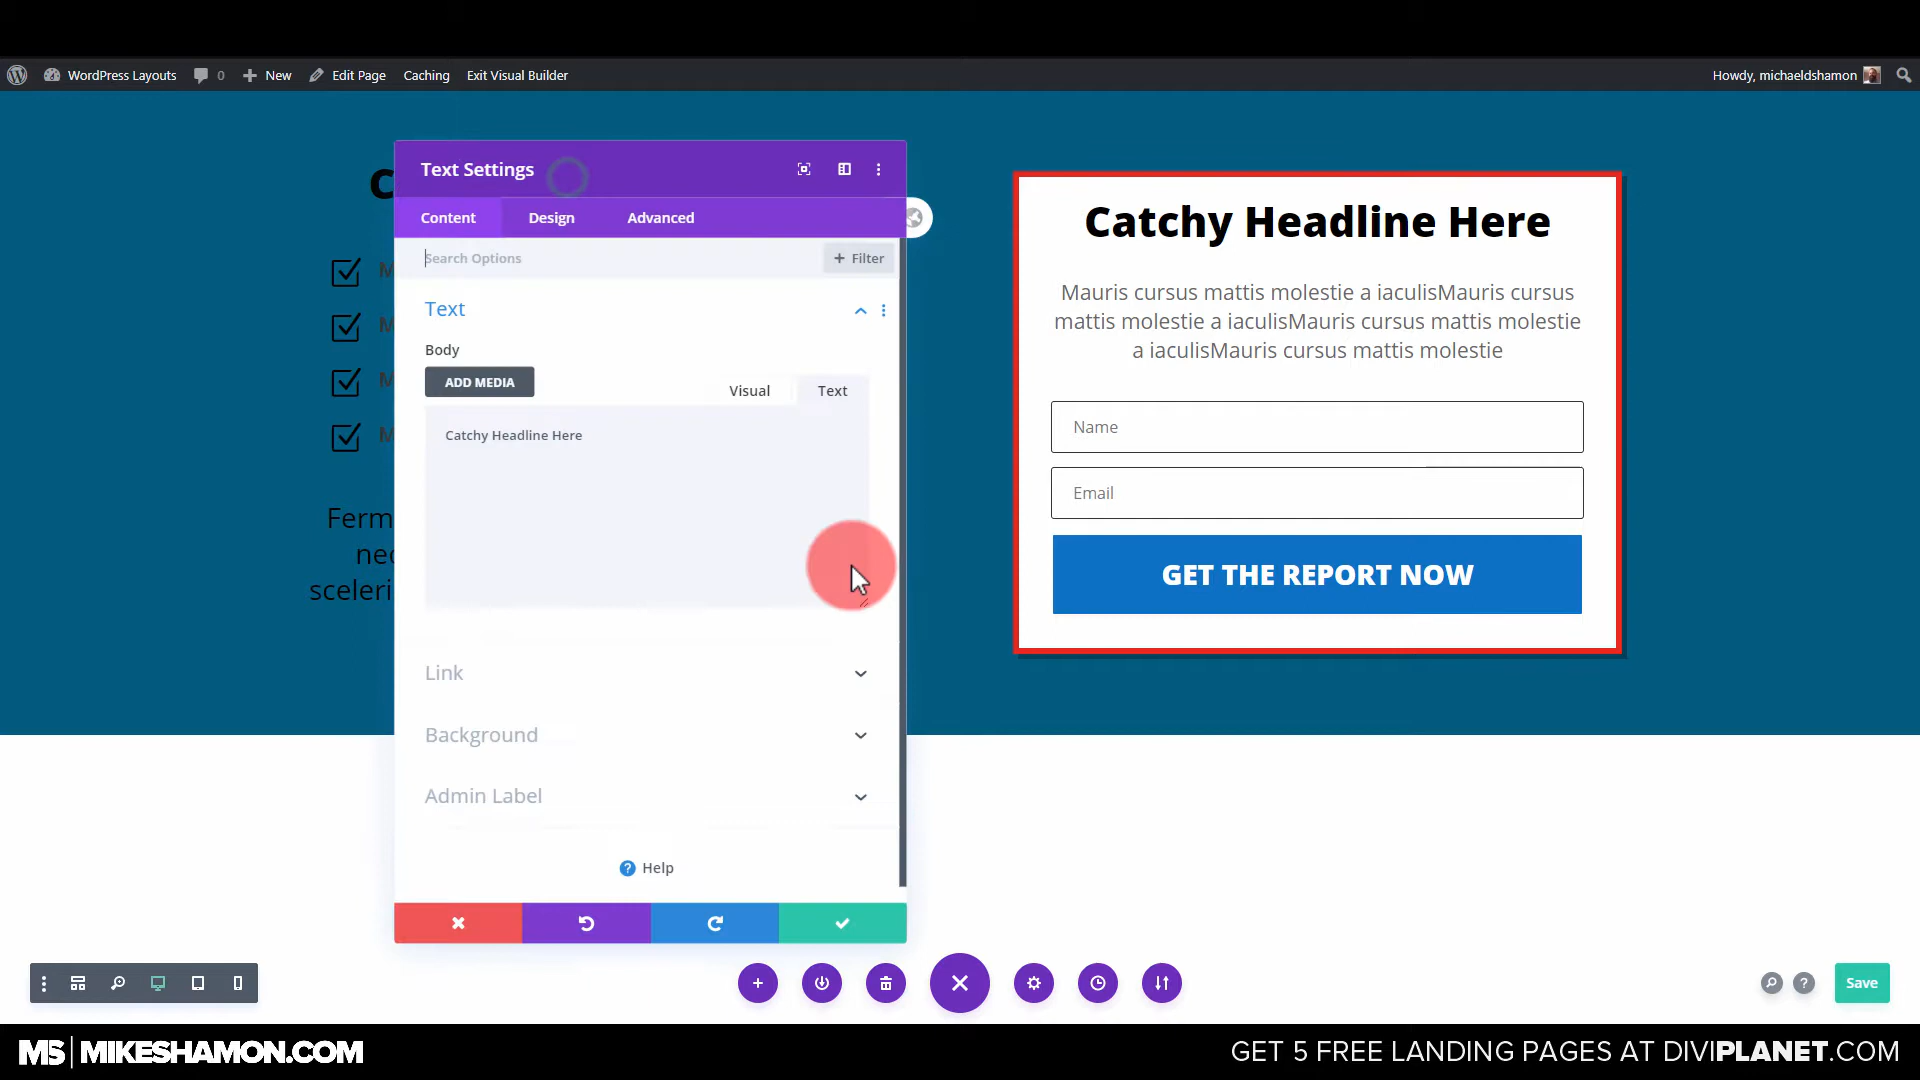 WordPress Layouts 0 New Edit Page Caching Exit Visual Builder Howdy, michaeldshamon
Text Settings
Content Design Advanced
Search Options + Filter
Text
Body
ADD MEDIA
Visual Text
Catchy Headline Here
Link
Background
Admin Label
? Help
C
M
M
M
M
Ferm
nec
sceleri
Catchy Headline Here
Mauris cursus mattis molestie a iaculisMauris cursus
mattis molestie a iaculisMauris cursus mattis molestie
a iaculisMauris cursus mattis molestie
Name
Email
GET THE REPORT NOW
? Save
MS MIKESHAMON.COM
GET 5 FREE LANDING PAGES AT DIVIPLANET.COM